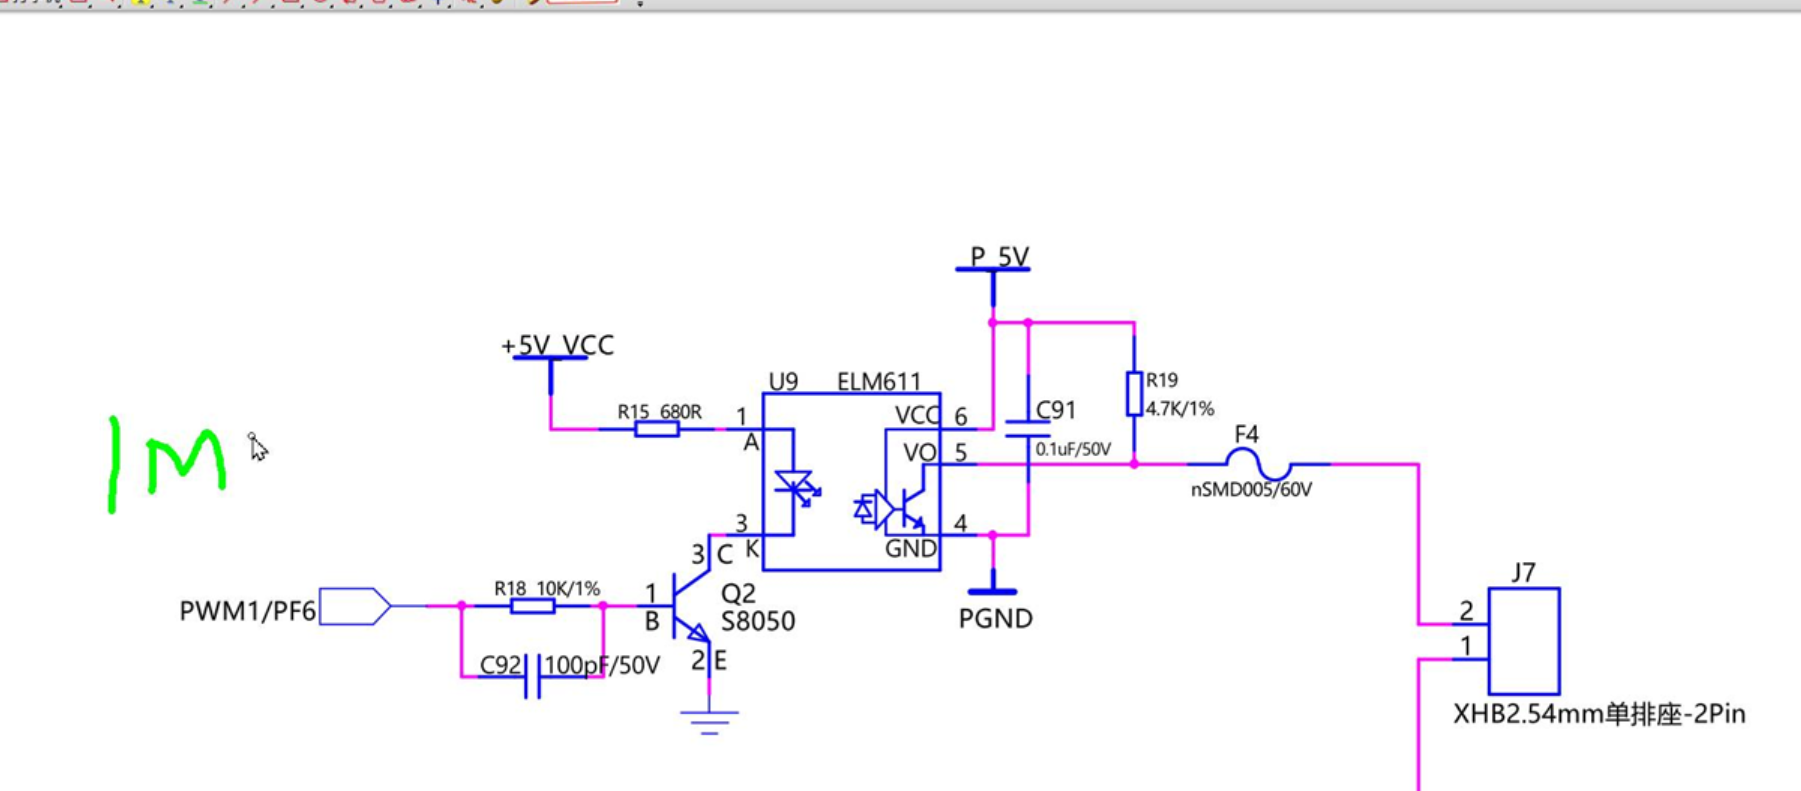 P_5V
+5V_VCC
U9 ELM611
R15 680R
1
A
VCC 6
VO 5
C91
0.1uF/50V
R19
4.7K/1%
F4
nSMD005/60V
1M
3
K
4
GND
3 C
PGND
Q2
S8050
R18 10K/1%
1
B
PWM1/PF6
2 E
C92 100pF/50V
J7
2
1
XHB2.54mm单排座-2Pin